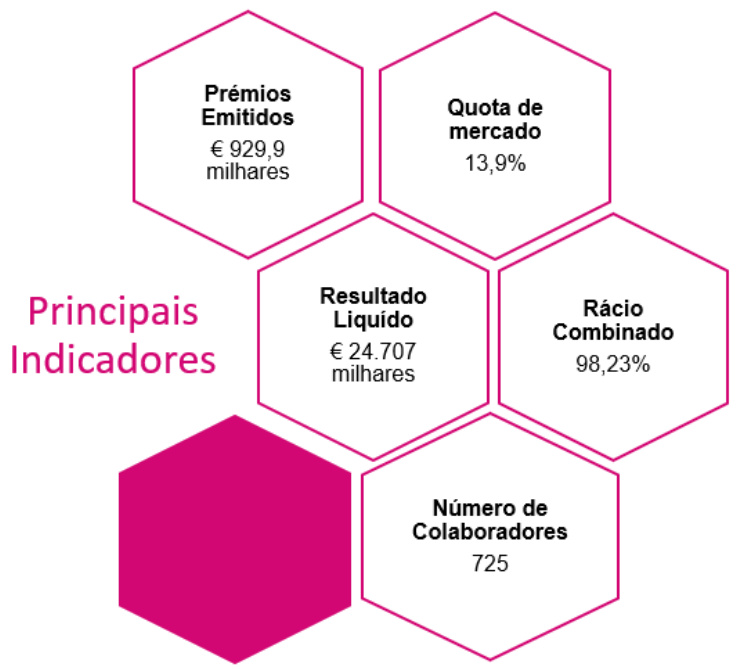 Prémios
Emitidos
€ 929,9
milhares
Quota de
mercado
13,9%
Principais
Indicadores
Resultado
Liquído
€ 24.707
milhares
Rácio
Combinado
98,23%
Número de
Colaboradores
725